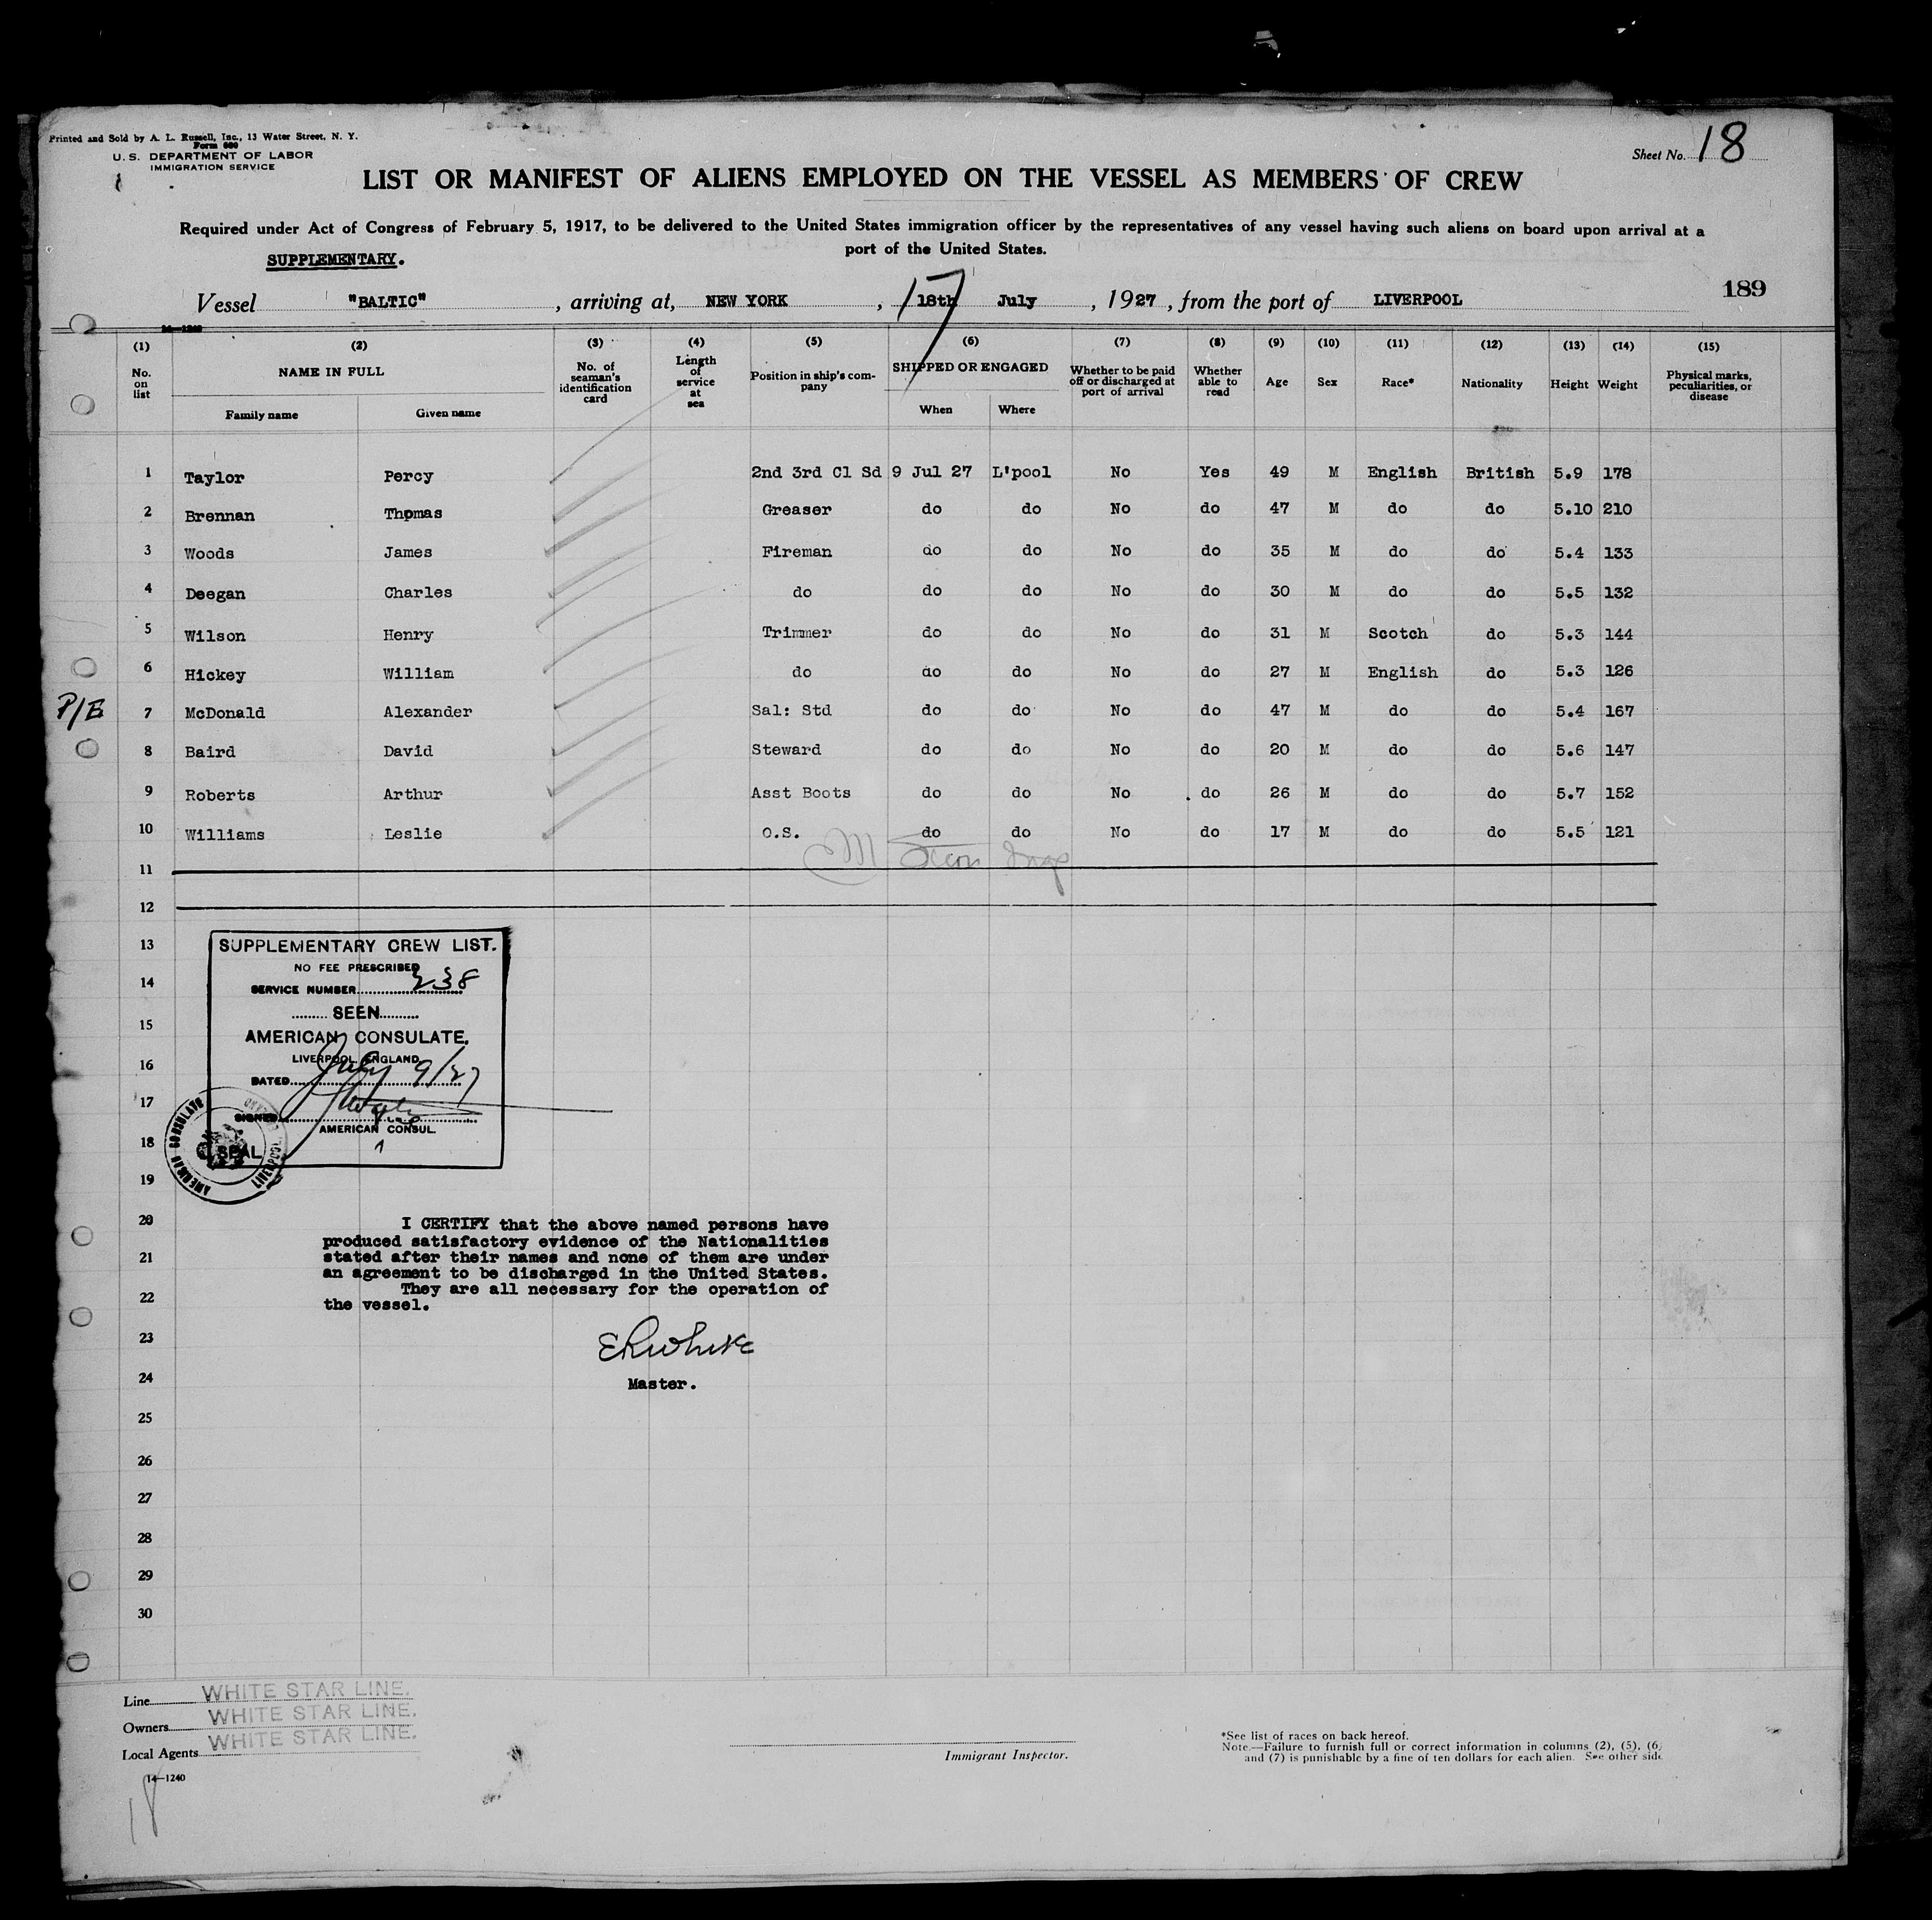 Printed and Sold by A. L. Russell, Inc., 13 Water Street, N. Y.
Form 680
U. S. DEPARTMENT OF LABOR
IMMIGRATION SERVICE
Sheet No. 18
LIST OR MANIFEST OF ALIENS EMPLOYED ON THE VESSEL AS MEMBERS OF CREW
Required under Act of Congress of February 5, 1917, to be delivered to the United States immigration officer by the representatives of any vessel having such aliens on board upon arrival at a
port of the United States.
SUPPLEMENTARY.
189
Vessel "BALTIC", arriving at, NEW YORK, 17 18th July, 1927, from the port of LIVERPOOL
14—1240
(1) (2) (3) (4) (5) (6) (7) (8) (9) (10) (11) (12) (13) (14) (15)
No. on list NAME IN FULL Family name Given name No. of seaman's identification card Length of service at sea Position in ship's company SHIPPED OR ENGAGED When Where Whether to be paid off or discharged at port of arrival Whether able to read Age Sex Race* Nationality Height Weight Physical marks, peculiarities, or disease
1 Taylor Percy 2nd 3rd Cl Sd 9 Jul 27 L'pool No Yes 49 M English British 5.9 178
2 Brennan Thomas Greaser do do No do 47 M do do 5.10 210
3 Woods James Fireman do do No do 35 M do do 5.4 133
4 Deegan Charles do do do No do 30 M do do 5.5 132
5 Wilson Henry Trimmer do do No do 31 M Scotch do 5.3 144
6 Hickey William do do do No do 27 M English do 5.3 126
P/E 7 McDonald Alexander Sal: Std do do No do 47 M do do 5.4 167
8 Baird David Steward do do No do 20 M do do 5.6 147
9 Roberts Arthur Asst Boots do do No do 26 M do do 5.7 152
10 Williams Leslie O.S. do do No do 17 M do do 5.5 121
11
12
13
14
15
16
17
18
19
20
21
22
23
24
25
26
27
28
29
30
SUPPLEMENTARY CREW LIST.
NO FEE PRESCRIBED
SERVICE NUMBER 238
SEEN
AMERICAN CONSULATE.
LIVERPOOL, ENGLAND
DATED July 9/27
SIGNED
AMERICAN CONSUL.
SEAL
AMERICAN CONSULATE
LIVERPOOL
I CERTIFY that the above named persons have
produced satisfactory evidence of the Nationalities
stated after their names and none of them are under
an agreement to be discharged in the United States.
They are all necessary for the operation of
the vessel.
ERWhite
Master.
Line WHITE STAR LINE.
Owners WHITE STAR LINE.
Local Agents WHITE STAR LINE.
14—1240
18
Immigrant Inspector.
*See list of races on back hereof.
Note.—Failure to furnish full or correct information in columns (2), (5), (6)
and (7) is punishable by a fine of ten dollars for each alien. See other side